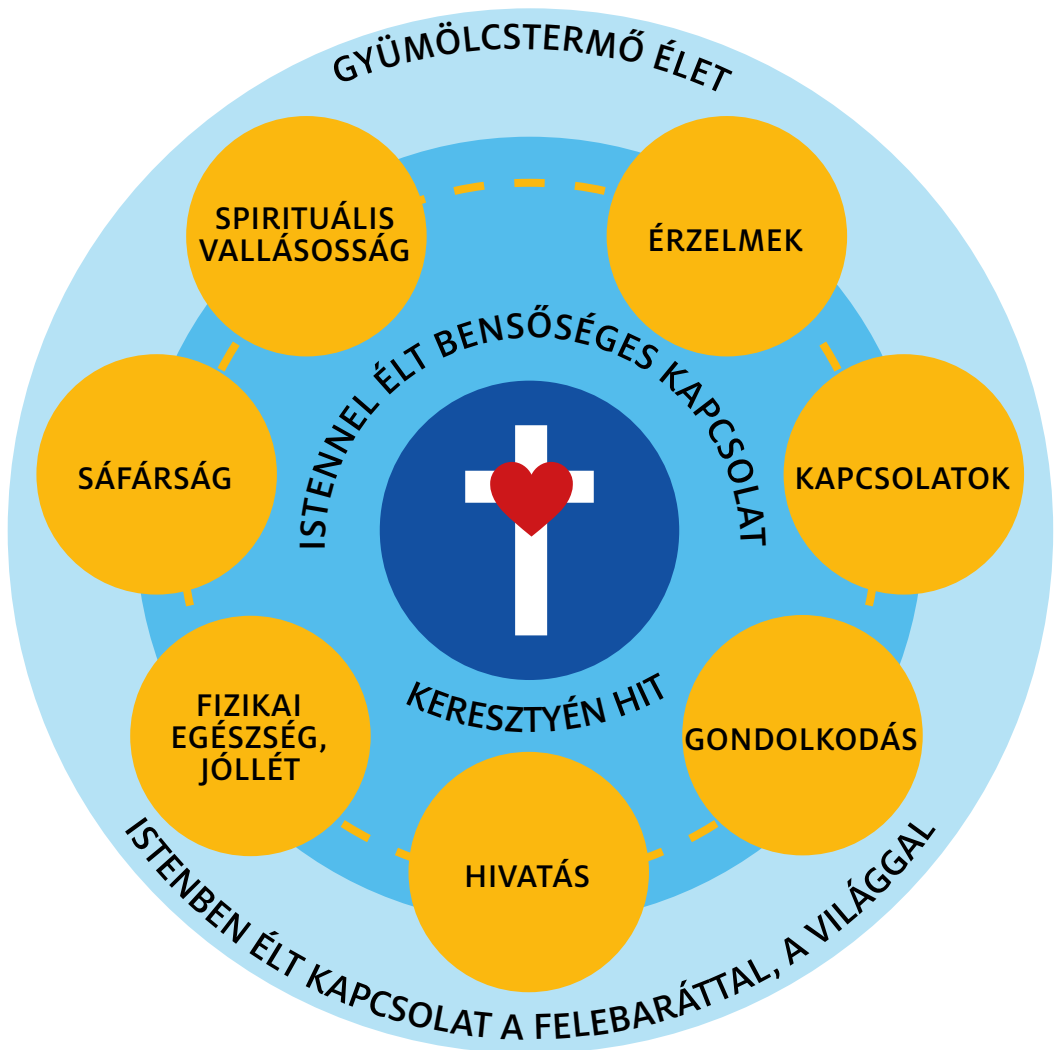 GYÜMÖLCSTERMŐ ÉLET
SPIRITUÁLIS
VALLÁSOSSÁG
ÉRZELMEK
ISTENNEL ÉLT BENSŐSÉGES KAPCSOLAT
SÁFÁRSÁG
KAPCSOLATOK
KERESZTYÉN HIT
FIZIKAI
EGÉSZSÉG,
JÓLLÉT
GONDOLKODÁS
HIVATÁS
ISTENBEN ÉLT KAPCSOLAT A FELEBARÁTTAL, A VILÁGGAL